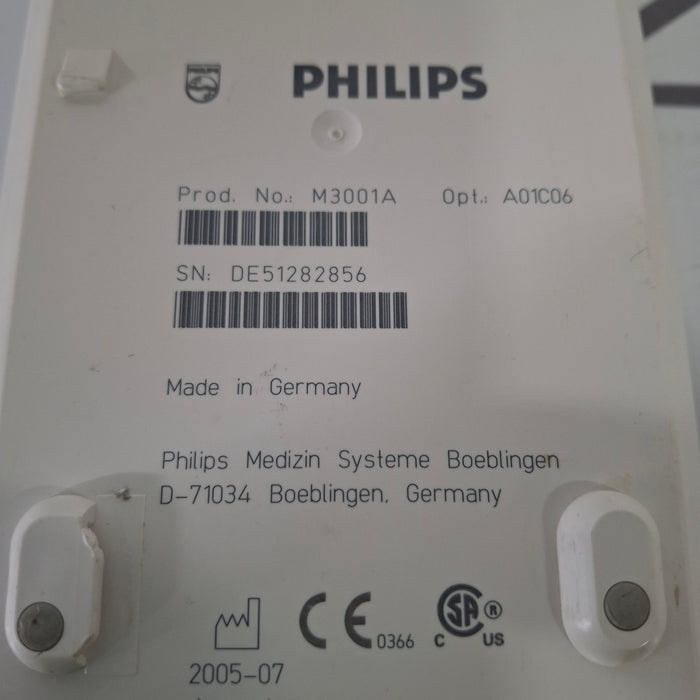 PHILIPS
Prod. No.: M3001A Opt.: A01C06
SN: DE51282856
Made in Germany
Philips Medizin Systeme Boeblingen
D-71034 Boeblingen, Germany
CE 0366
C SA ® US
2005-07